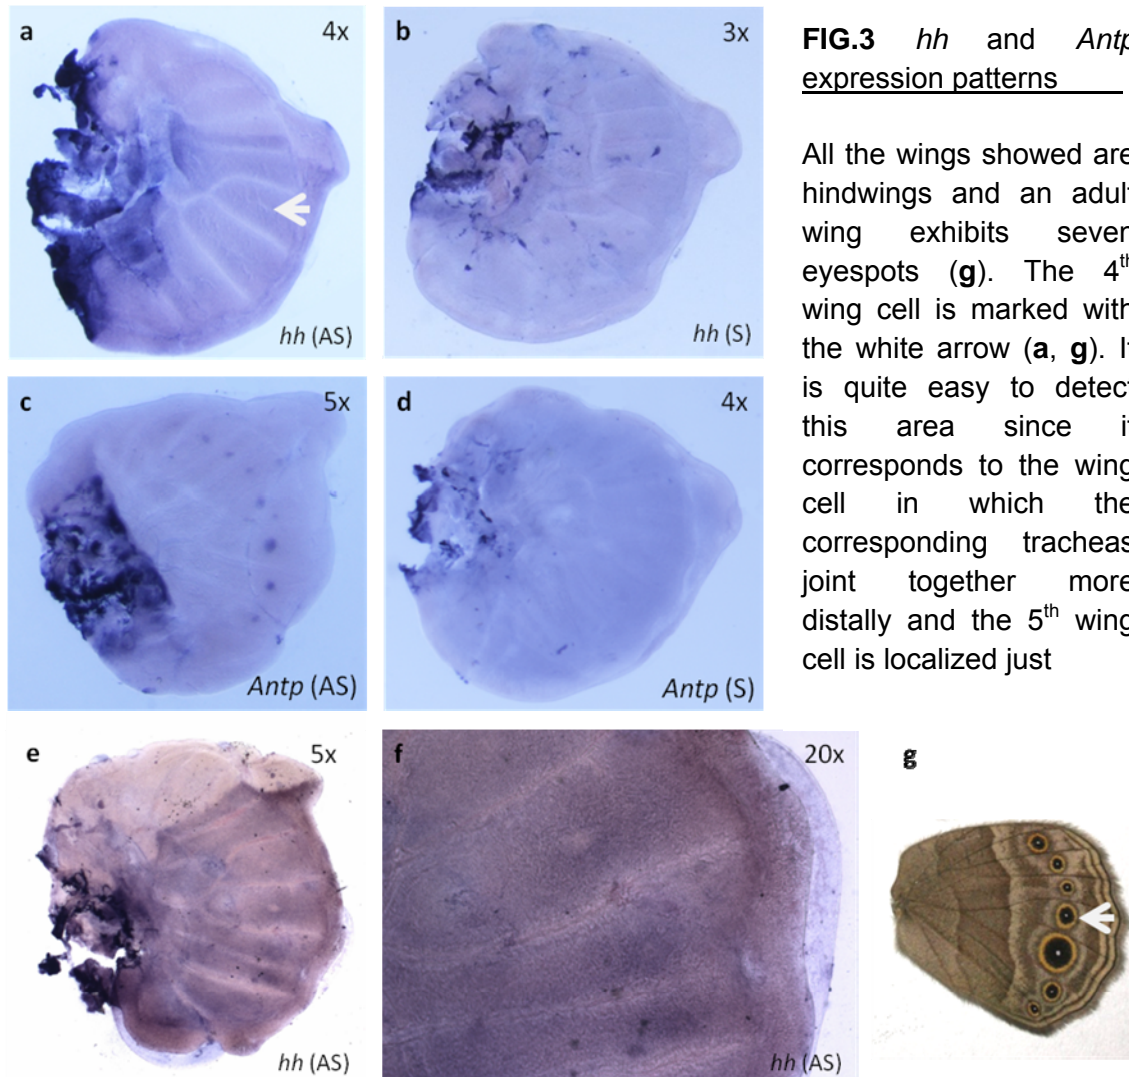 a
4x
hh (AS)
b
3x
hh (S)
c
5x
Antp (AS)
d
4x
Antp (S)
e
5x
hh (AS)
f
20x
hh (AS)
g
FIG.3 hh and Antp
expression patterns
All the wings showed are
hindwings and an adult
wing exhibits seven
eyespots (g). The 4th
wing cell is marked with
the white arrow (a, g). It
is quite easy to detect
this area since it
corresponds to the wing
cell in which the
corresponding tracheas
joint together more
distally and the 5th wing
cell is localized just